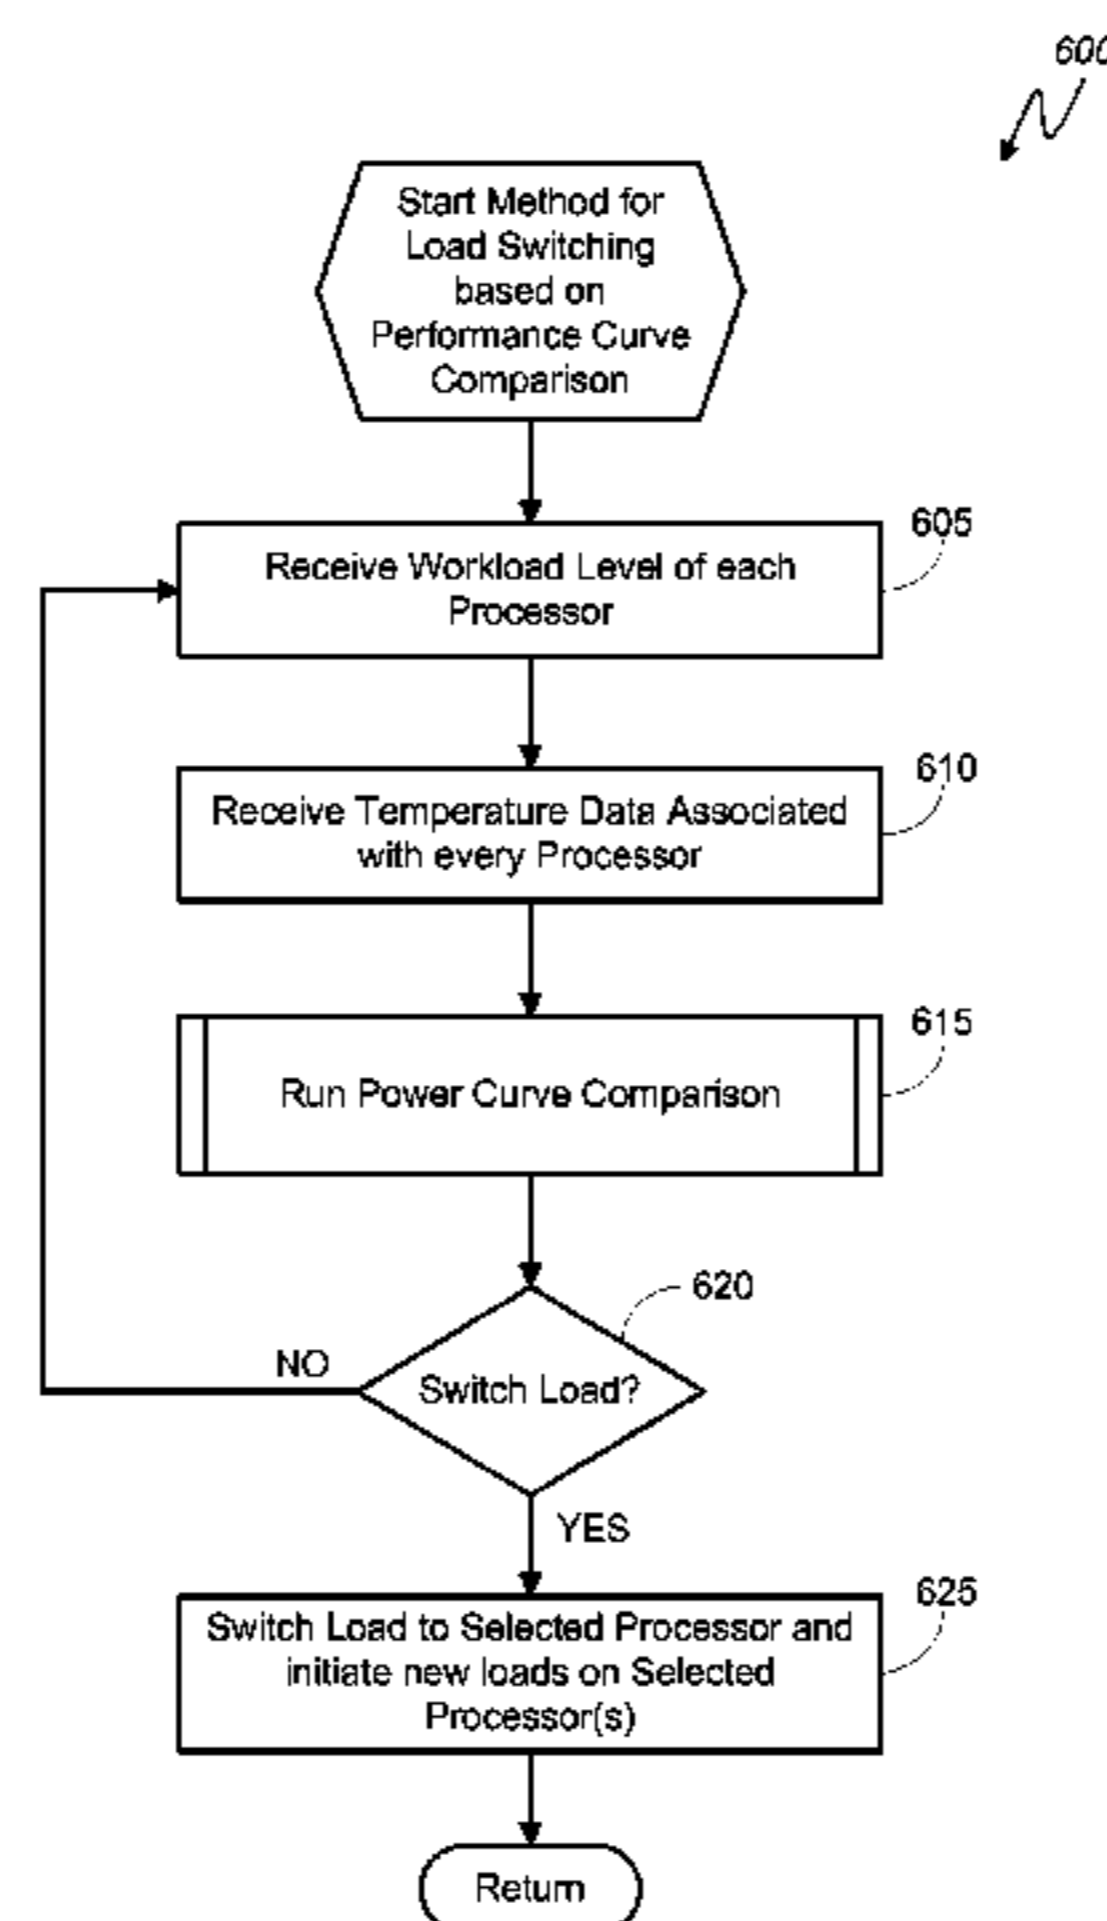 600
Start Method for
Load Switching
based on
Performance Curve
Comparison
605
Receive Workload Level of each
Processor
610
Receive Temperature Data Associated
with every Processor
615
Run Power Curve Comparison
620
NO
Switch Load?
YES
625
Switch Load to Selected Processor and
initiate new loads on Selected
Processor(s)
Return